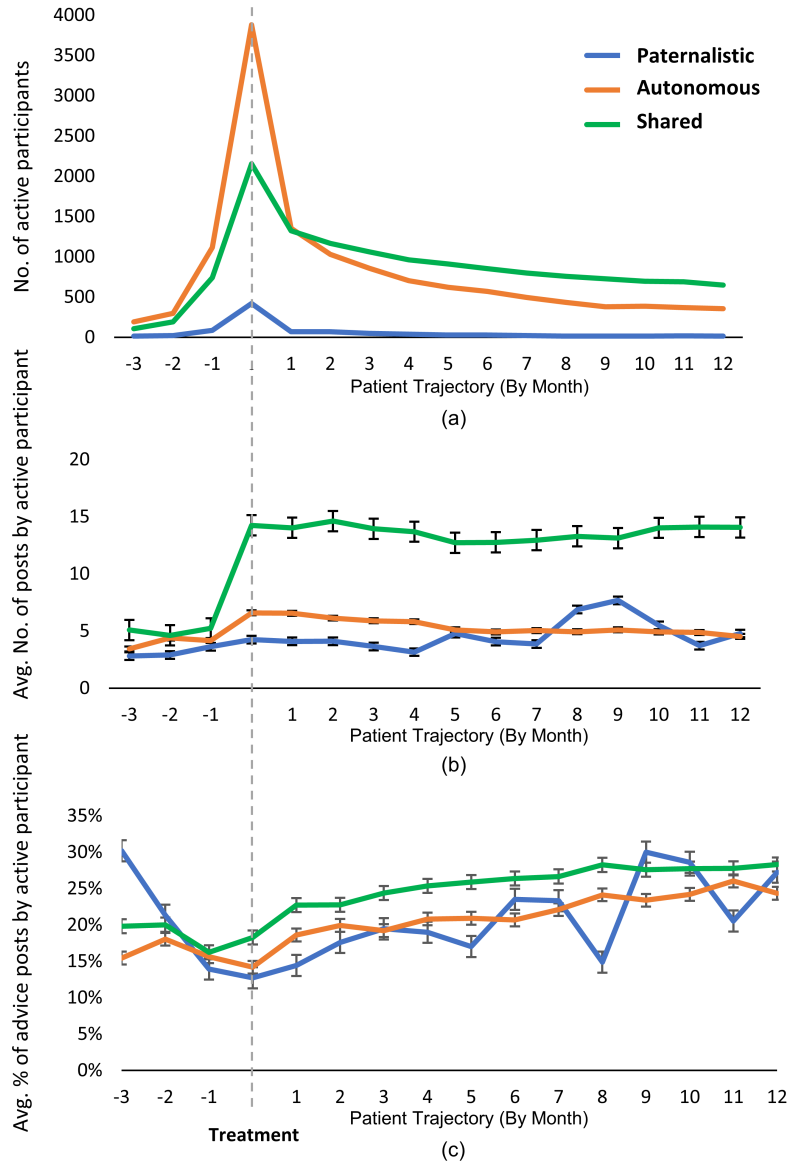 No. of active participants
4000
3500
3000
2500
2000
1500
1000
500
0
Paternalistic
Autonomous
Shared
-3 -2 -1 1 2 3 4 5 6 7 8 9 10 11 12
Patient Trajectory (By Month)
(a)
Avg. No. of posts by active participant
20
15
10
5
0
-3 -2 -1 1 2 3 4 5 6 7 8 9 10 11 12
Patient Trajectory (By Month)
(b)
Avg. % of advice posts by active participant
35%
30%
25%
20%
15%
10%
5%
0%
-3 -2 -1 1 2 3 4 5 6 7 8 9 10 11 12
Patient Trajectory (By Month)
Treatment
(c)